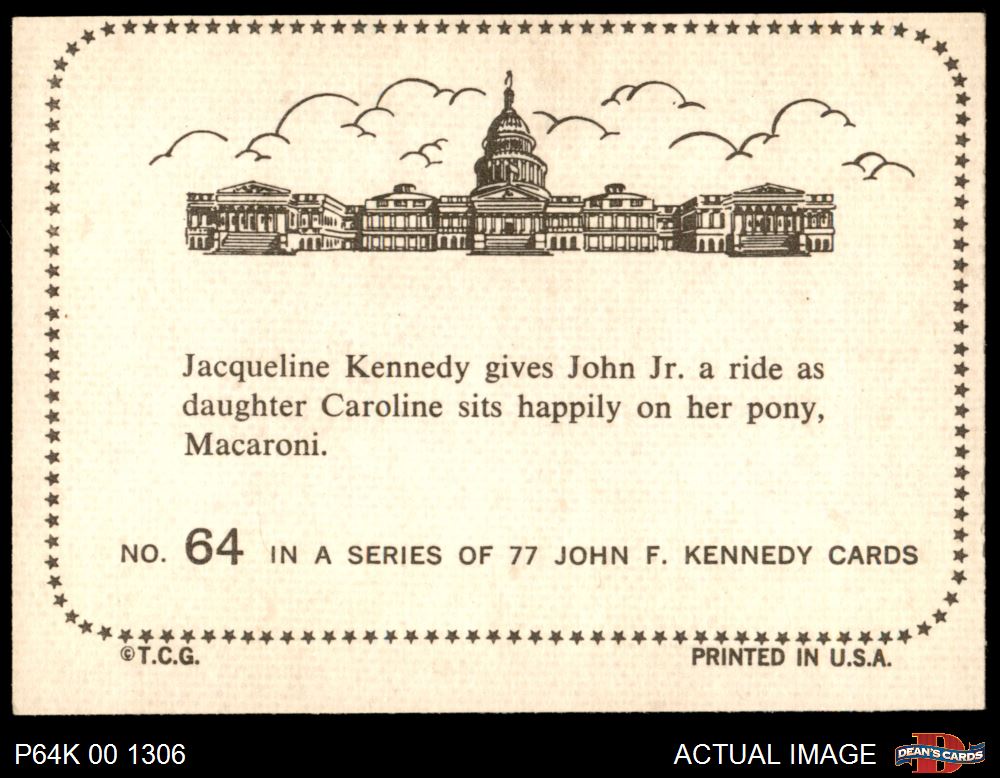 Jacqueline Kennedy gives John Jr. a ride as
daughter Caroline sits happily on her pony,
Macaroni.
NO. 64 IN A SERIES OF 77 JOHN F. KENNEDY CARDS
©T.C.G. PRINTED IN U.S.A.
P64K 00 1306 ACTUAL IMAGE DEAN'S CARDS